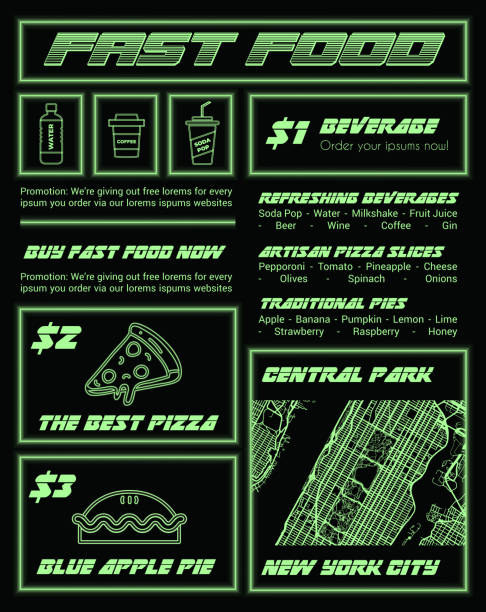 FAST FOOD
WATER
COFFEE
SODA
POP
$1
BEVERAGE
Order your ipsums now!
Promotion: We're giving out free lorems for every
ipsum you order via our lorems ispums websites
BUY FAST FOOD NOW
Promotion: We're giving out free lorems for every
ipsum you order via our lorems ispums websites
REFRESHING BEVERAGES
Soda Pop - Water - Milkshake - Fruit Juice
- Beer - Wine - Coffee - Gin
ARTISAN PIZZA SLICES
Pepporoni - Tomato - Pineapple - Cheese
- Olives - Spinach - Onions
TRADITIONAL PIES
Apple - Banana - Pumpkin - Lemon - Lime
- Strawberry - Raspberry - Honey
$2
THE BEST PIZZA
$3
BLUE APPLE PIE
CENTRAL PARK
NEW YORK CITY